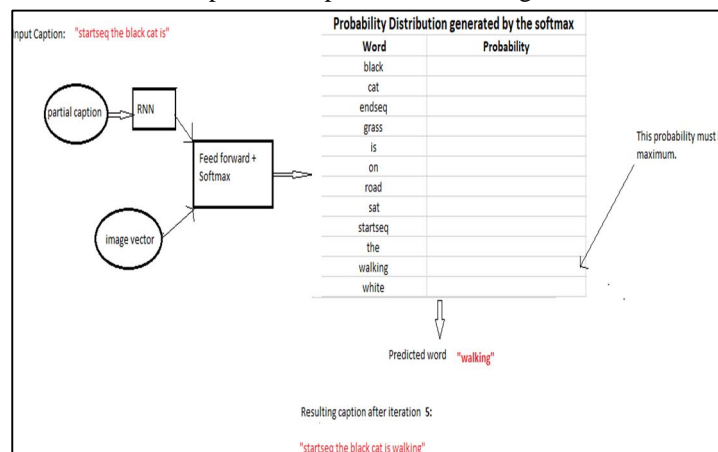 Input Caption: "startseq the black cat is"
Probability Distribution generated by the softmax
Word Probability
black
cat
endseq
grass
is
on
road
sat
startseq
the
walking
white
partial caption
RNN
Feed forward +
Softmax
image vector
This probability must
maximum.
Predicted word "walking"
Resulting caption after iteration 5:
"startseq the black cat is walking"